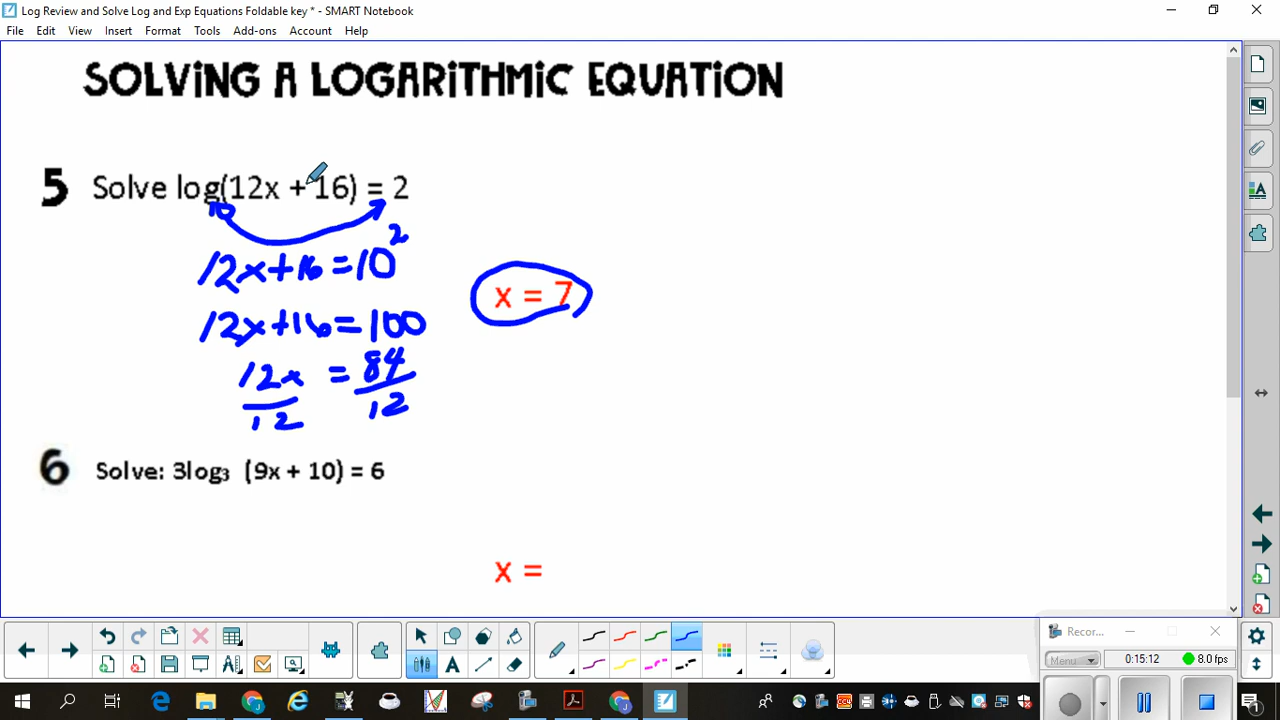 Log Review and Solve Log and Exp Equations Foldable key * - SMART Notebook
File Edit View Insert Format Tools Add-ons Account Help
SOLVING A LOGARITHMIC EQUATION
5 Solve log(12x + 16) = 2
10
12x+16=10²
x = 7
12x+16=100
12x = 84
12 12
6 Solve: 3log₃ (9x + 10) = 6
x =
Recor...
Menu 0:15:12 8.0 fps